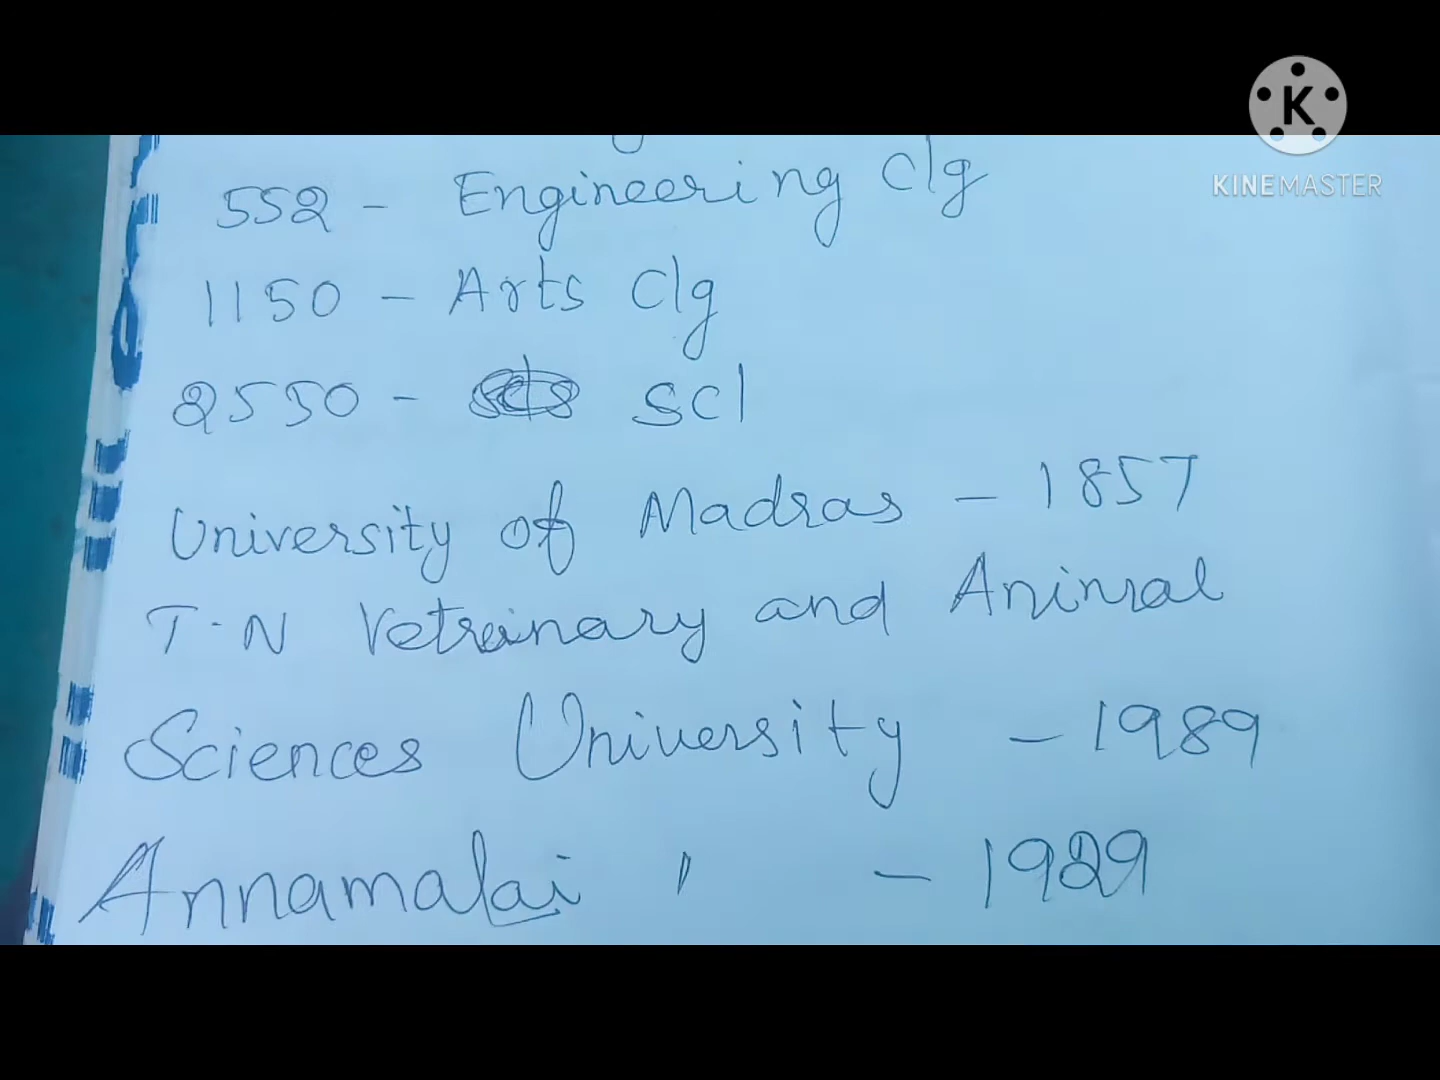 K
KINEMASTER
552 - Engineering clg
1150 - Arts clg
2550 - scl
University of Madras - 1857
T.N Vetreinary and Animal
Sciences University - 1989
Annamalai " - 1929